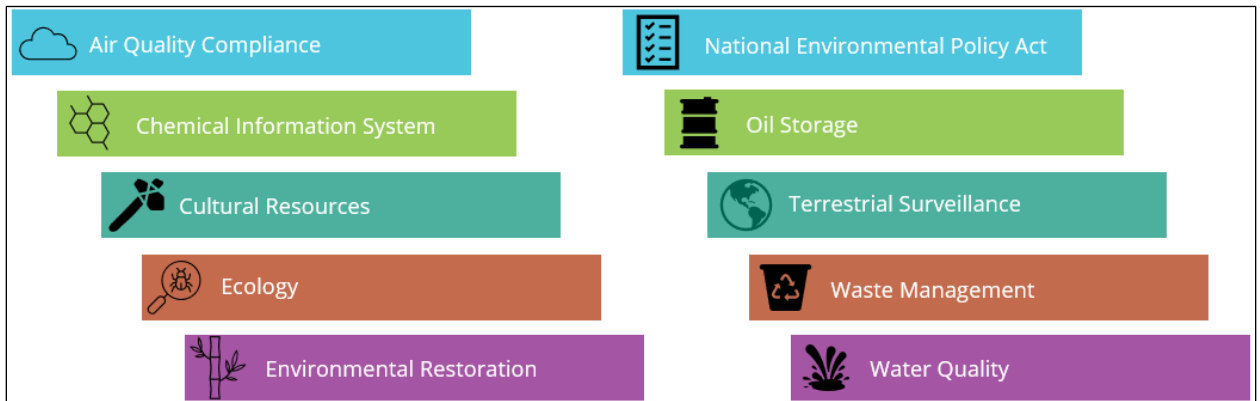 Air Quality Compliance
Chemical Information System
Cultural Resources
Ecology
Environmental Restoration
National Environmental Policy Act
Oil Storage
Terrestrial Surveillance
Waste Management
Water Quality